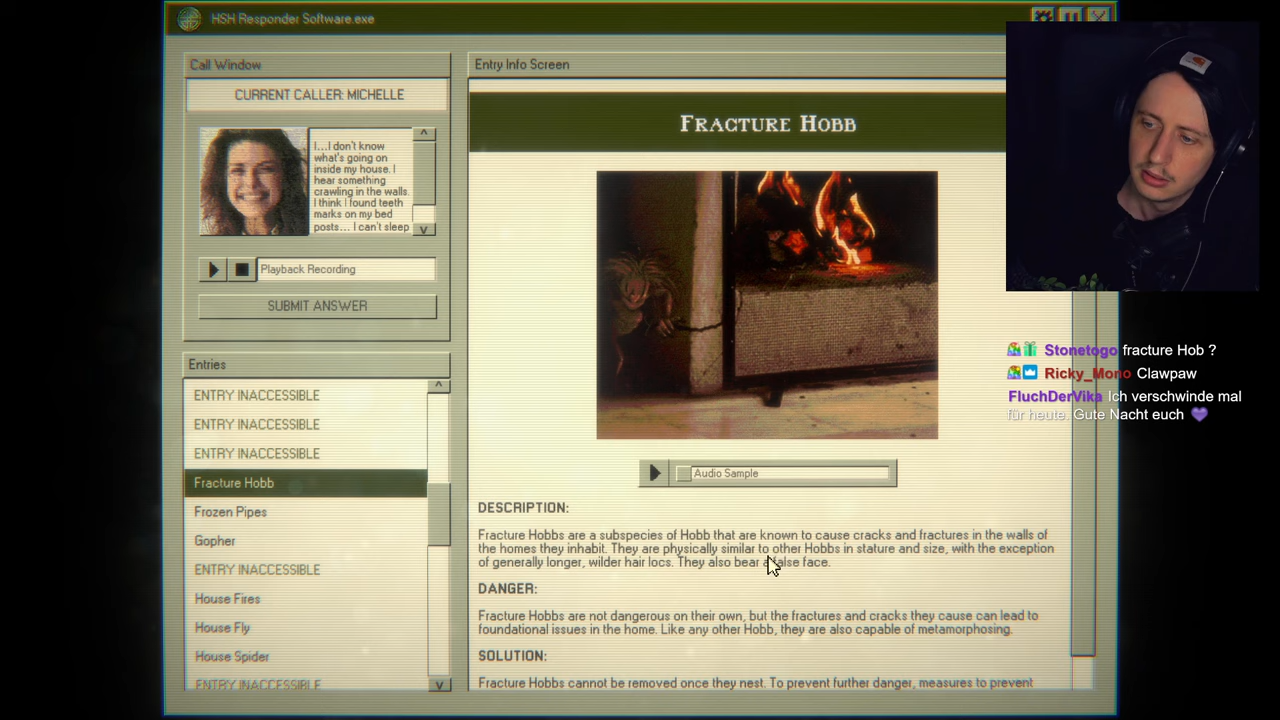 HSH Responder Software.exe
Call Window
CURRENT CALLER: MICHELLE
I...I don't know
what's going on
inside my house. I
hear something
crawling in the walls.
I think I found teeth
marks on my bed
posts... I can't sleep
Playback Recording
SUBMIT ANSWER
Entries
ENTRY INACCESSIBLE
ENTRY INACCESSIBLE
ENTRY INACCESSIBLE
Fracture Hobb
Frozen Pipes
Gopher
ENTRY INACCESSIBLE
House Fires
House Fly
House Spider
ENTRY INACCESSIBLE
Entry Info Screen
Fracture Hobb
Audio Sample
DESCRIPTION:
Fracture Hobbs are a subspecies of Hobb that are known to cause cracks and fractures in the walls of
the homes they inhabit. They are physically similar to other Hobbs in stature and size, with the exception
of generally longer, wilder hair locs. They also bear a false face.
DANGER:
Fracture Hobbs are not dangerous on their own, but the fractures and cracks they cause can lead to
foundational issues in the home. Like any other Hobb, they are also capable of metamorphosing.
SOLUTION:
Fracture Hobbs cannot be removed once they nest. To prevent further danger, measures to prevent
Stonetogo fracture Hob ?
Ricky_Mono Clawpaw
FluchDerVika Ich verschwinde mal
für heute. Gute Nacht euch